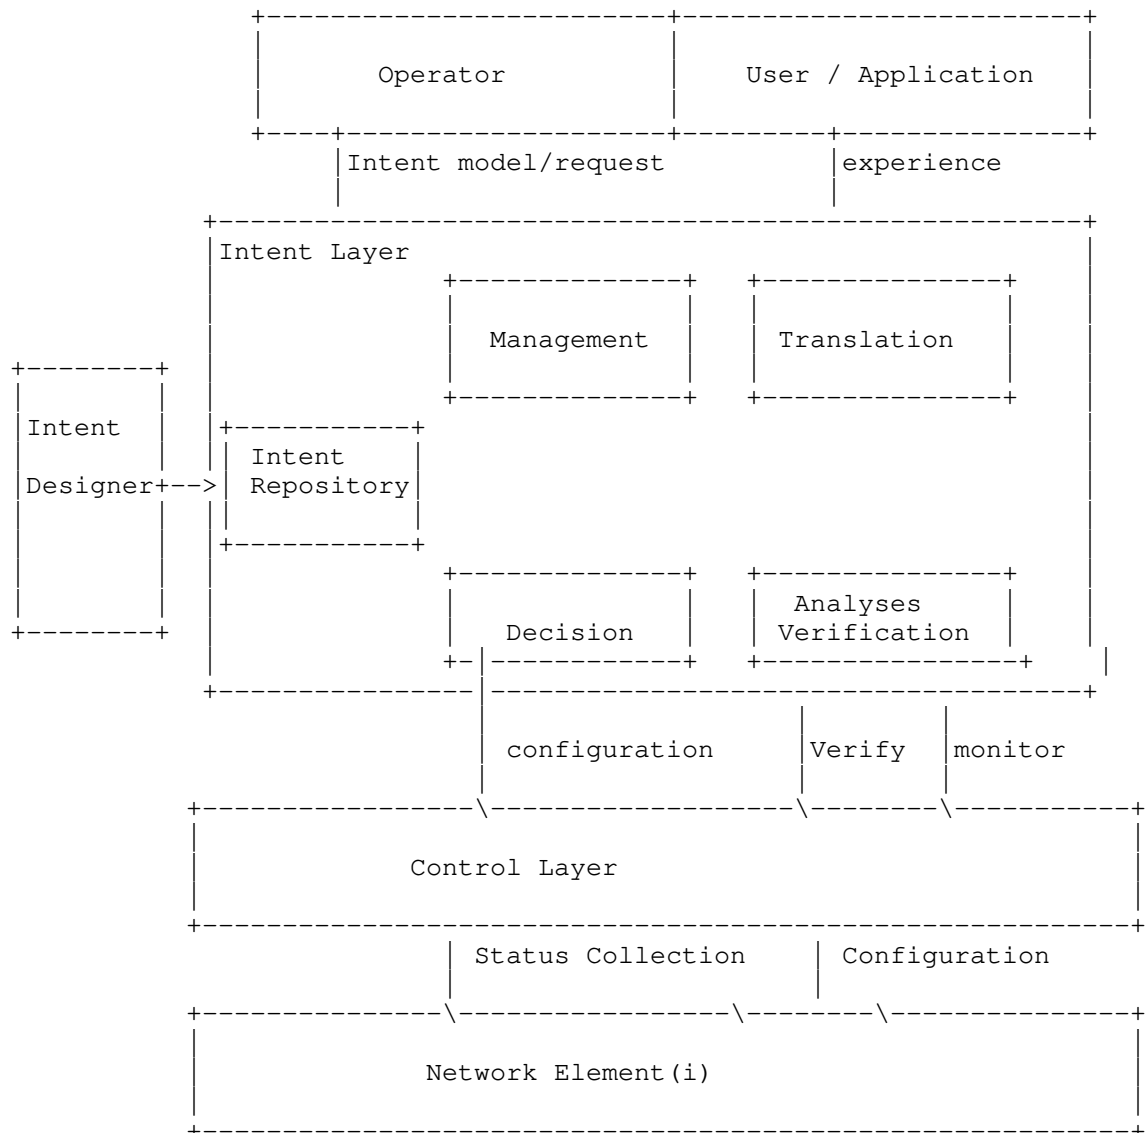 Operator User / Application
Intent model/request experience
Intent Layer
Management Translation
Intent
Intent
Designer Repository
Analyses
Decision Verification
configuration Verify monitor
Control Layer
Status Collection Configuration
Network Element(i)